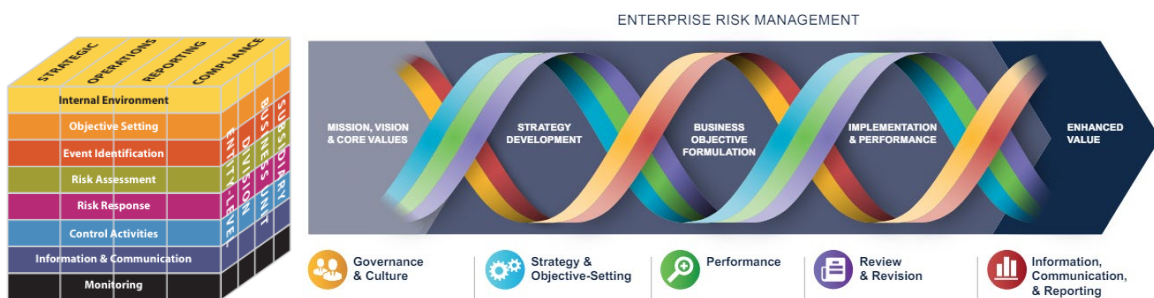 STRATEGIC
OPERATIONS
REPORTING
COMPLIANCE
Internal Environment
Objective Setting
Event Identification
Risk Assessment
Risk Response
Control Activities
Information & Communication
Monitoring
ENTITY-LEVEL
DIVISION
BUSINESS UNIT
SUBSIDIARY
ENTERPRISE RISK MANAGEMENT
MISSION, VISION
& CORE VALUES
STRATEGY
DEVELOPMENT
BUSINESS
OBJECTIVE
FORMULATION
IMPLEMENTATION
& PERFORMANCE
ENHANCED
VALUE
Governance
& Culture
Strategy &
Objective-Setting
Performance
Review
& Revision
Information,
Communication,
& Reporting